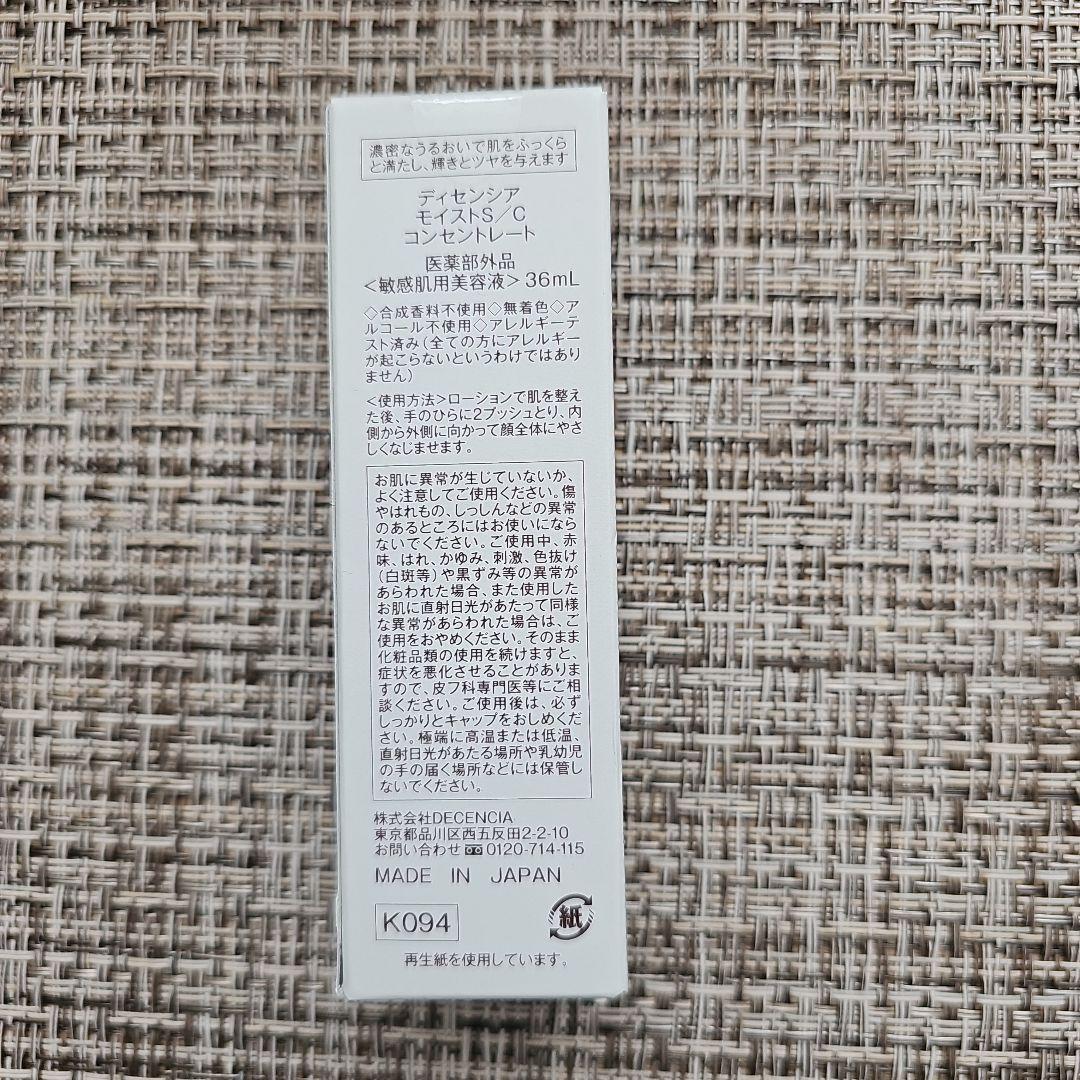 濃密なうるおいで肌をふっくら
と満たし、輝きとツヤを与えます
ディセンシア
モイストS／C
コンセントレート
医薬部外品
＜敏感肌用美容液＞36mL
◇合成香料不使用◇無着色◇ア
ルコール不使用◇アレルギーテ
スト済み（全ての方にアレルギー
が起こらないというわけではあり
ません）
＜使用方法＞ローションで肌を整え
た後、手のひらに2プッシュとり、内
側から外側に向かって顔全体にやさ
しくなじませます。
お肌に異常が生じていないか、
よく注意してご使用ください。傷
やはれもの、しっしんなどの異常
のあるところにはお使いになら
ないでください。ご使用中、赤
味、はれ、かゆみ、刺激、色抜け
（白斑等）や黒ずみ等の異常が
あらわれた場合、また使用した
お肌に直射日光があたって同様
な異常があらわれた場合は、ご
使用をおやめください。そのまま
化粧品類の使用を続けますと、
症状を悪化させることがありま
すので、皮フ科専門医等にご相
談ください。ご使用後は、必ず
しっかりとキャップをおしめくだ
さい。極端に高温または低温、
直射日光があたる場所や乳幼児
の手の届く場所などには保管し
ないでください。
株式会社DECENCIA
東京都品川区西五反田2-2-10
お問い合わせ 0120-714-115
MADE IN JAPAN
K094
紙
再生紙を使用しています。